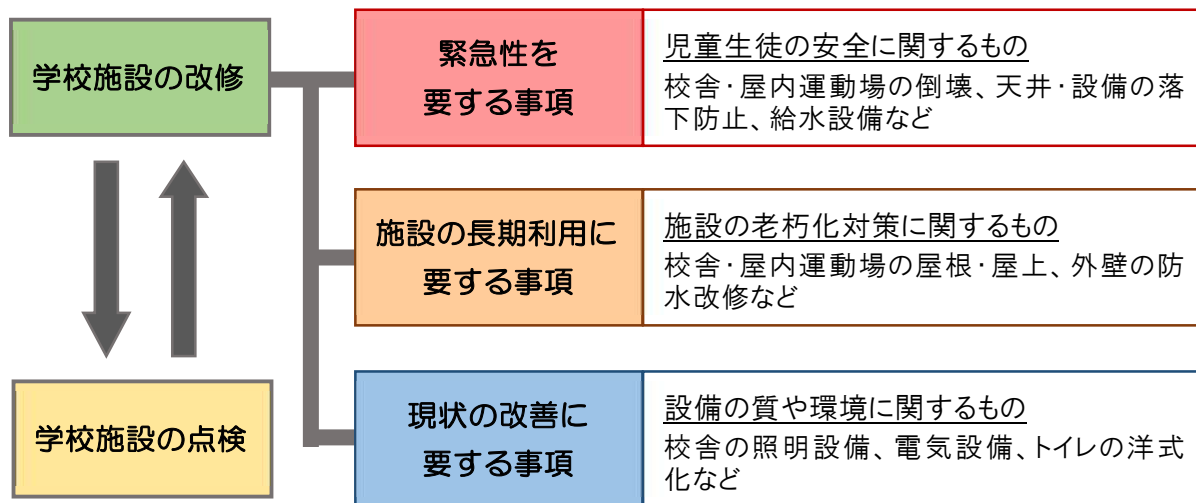 学校施設の改修
緊急性を
要する事項
児童生徒の安全に関するもの
校舎・屋内運動場の倒壊、天井・設備の落
下防止、給水設備など
施設の長期利用に
要する事項
施設の老朽化対策に関するもの
校舎・屋内運動場の屋根・屋上、外壁の防
水改修など
学校施設の点検
現状の改善に
要する事項
設備の質や環境に関するもの
校舎の照明設備、電気設備、トイレの洋式
化など